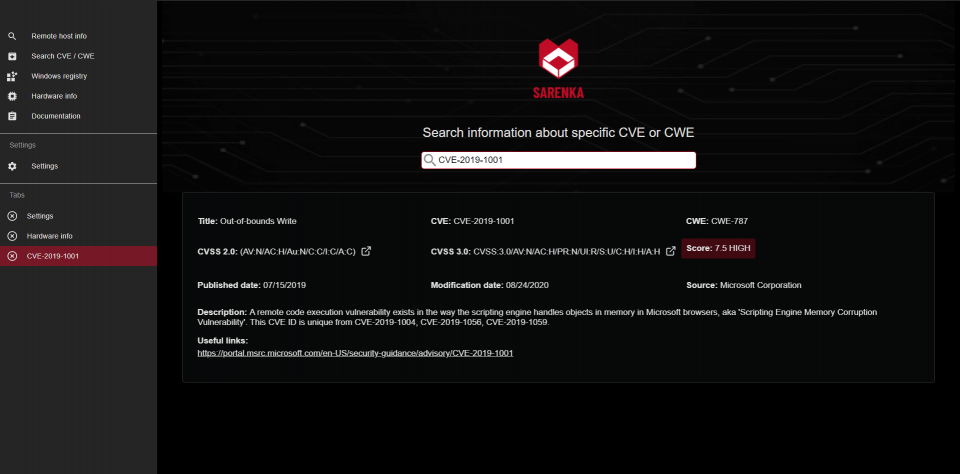 Remote host info
Search CVE / CWE
Windows registry
Hardware info
Documentation
Settings
Settings
Tabs
Settings
Hardware info
CVE-2019-1001
SARENKA
Search information about specific CVE or CWE
CVE-2019-1001
Title: Out-of-bounds Write CVE: CVE-2019-1001 CWE: CWE-787
CVSS 2.0: (AV:N/AC:H/Au:N/C:C/I:C/A:C) CVSS 3.0: CVSS:3.0/AV:N/AC:H/PR:N/UI:R/S:U/C:H/I:H/A:H Score: 7.5 HIGH
Published date: 07/15/2019 Modification date: 08/24/2020 Source: Microsoft Corporation
Description: A remote code execution vulnerability exists in the way the scripting engine handles objects in memory in Microsoft browsers, aka 'Scripting Engine Memory Corruption
Vulnerability'. This CVE ID is unique from CVE-2019-1004, CVE-2019-1056, CVE-2019-1059.
Useful links:
https://portal.msrc.microsoft.com/en-US/security-guidance/advisory/CVE-2019-1001